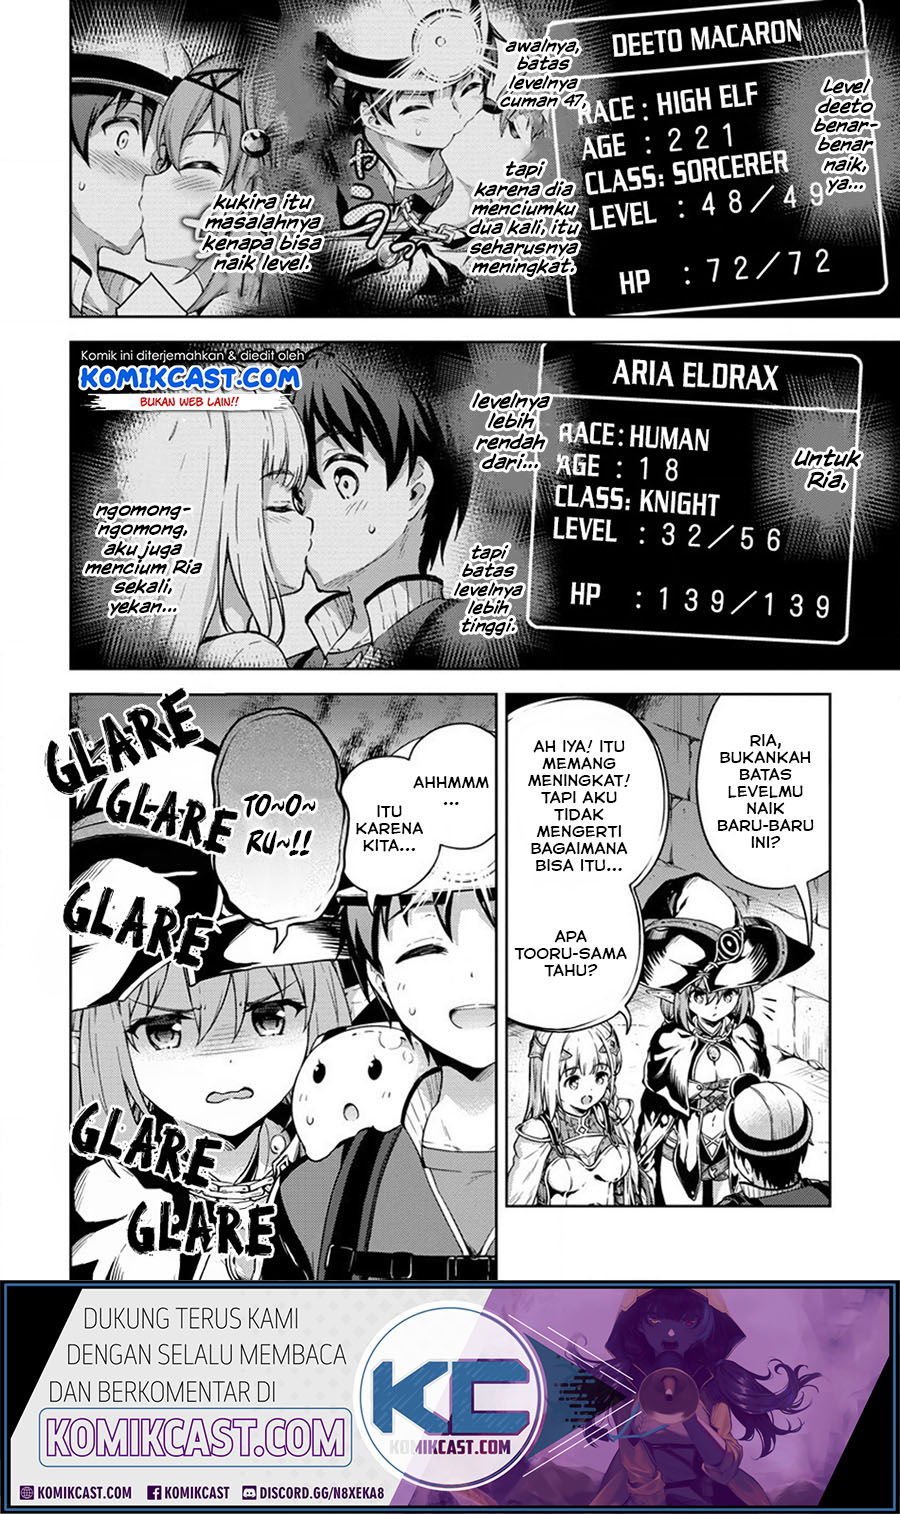 DEETO MACARON
RACE : HIGH ELF
AGE : 221
CLASS: SORCERER
LEVEL : 48/49
HP : 72/72
Level
deeto
benar-
benar
naik,
ya...
awalnya,
batas
levelnya
cuman 47,
tapi
karena dia
menciumku
dua kali, itu
seharusnya
meningkat.
kukira itu
masalahnya
kenapa bisa
naik level.
Komik ini diterjemahkan & diedit oleh
KOMIKCAST.COM
BUKAN WEB LAIN!!
ARIA ELDRAX
RACE: HUMAN
AGE : 18
CLASS: KNIGHT
LEVEL : 32/56
HP : 139/139
Untuk
Ria,
levelnya
lebih
rendah
dari...
tapi
batas
levelnya
lebih
tinggi.
ngomong-
ngomong,
aku juga
mencium Ria
sekali,
yekan...
RIA,
BUKANKAH
BATAS
LEVELMU
NAIK
BARU-BARU
INI?
AH IYA! ITU
MEMANG
MENINGKAT!
TAPI AKU
TIDAK
MENGERTI
BAGAIMANA
BISA ITU...
APA
TOORU-SAMA
TAHU?
AHHMMM
...
ITU
KARENA
KITA...
TO~O~
RU~!!
GLARE
GLARE
GLARE
GLARE
GLARE
DUKUNG TERUS KAMI
DENGAN SELALU MEMBACA
DAN BERKOMENTAR DI
KOMIKCAST.COM
KC
KOMIKCAST.COM
KOMIKCAST.COM KOMIKCAST DISCORD.GG/N8XEKA8